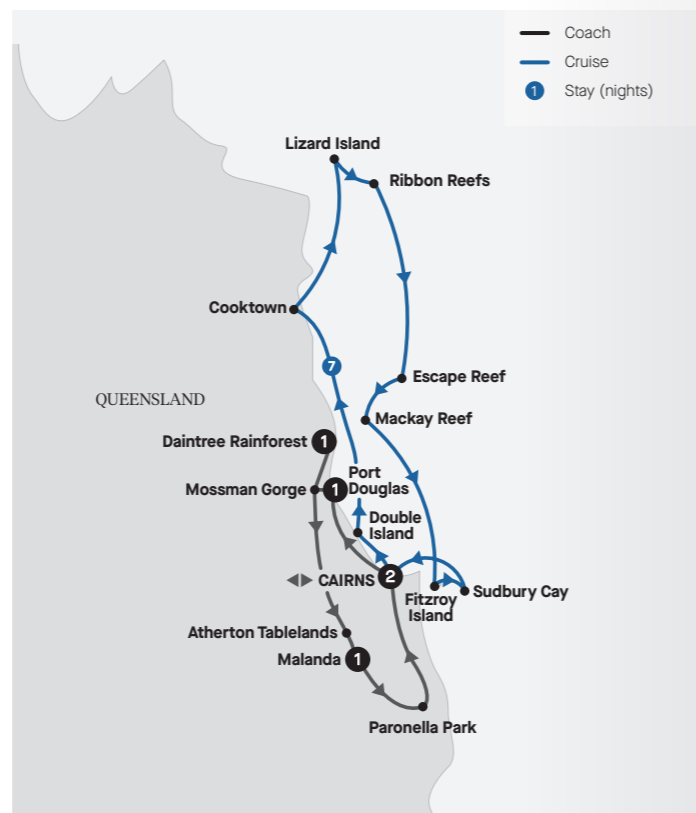 Coach
Cruise
1 Stay (nights)
Lizard Island
Ribbon Reefs
Cooktown
7
Escape Reef
QUEENSLAND
Mackay Reef
Daintree Rainforest 1
Port
Mossman Gorge 1 Douglas
Double
Island
CAIRNS 2
Fitzroy
Island
Sudbury Cay
Atherton Tablelands
Malanda 1
Paronella Park